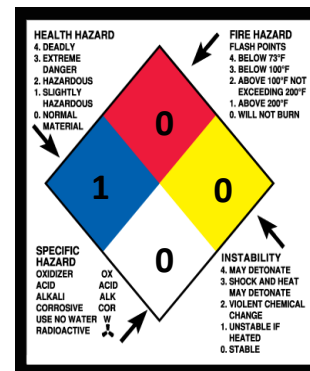 HEALTH HAZARD
4. DEADLY
3. EXTREME
DANGER
2. HAZARDOUS
1. SLIGHTLY
HAZARDOUS
0. NORMAL
MATERIAL
FIRE HAZARD
FLASH POINTS
4. BELOW 73°F
3. BELOW 100°F
2. ABOVE 100°F NOT
EXCEEDING 200°F
1. ABOVE 200°F
0. WILL NOT BURN
0
1
0
0
SPECIFIC
HAZARD
OXIDIZER OX
ACID ACID
ALKALI ALK
CORROSIVE COR
USE NO WATER W
RADIOACTIVE
INSTABILITY
4. MAY DETONATE
3. SHOCK AND HEAT
MAY DETONATE
2. VIOLENT CHEMICAL
CHANGE
1. UNSTABLE IF
HEATED
0. STABLE